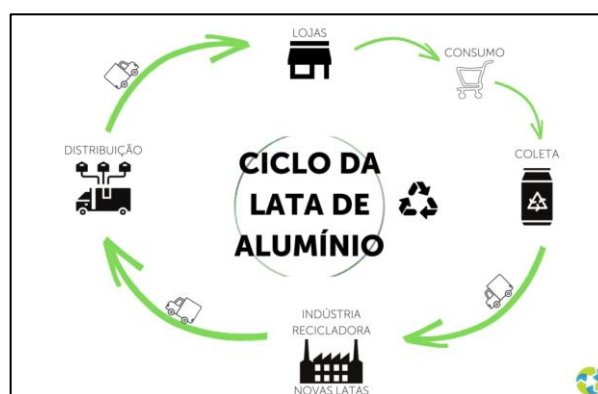 LOJAS
CONSUMO
DISTRIBUIÇÃO
COLETA
CICLO DA
LATA DE
ALUMÍNIO
INDÚSTRIA
RECICLADORA
NOVAS LATAS